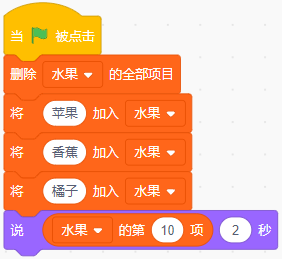 当 被点击
删除 水果 的全部项目
将 苹果 加入 水果
将 香蕉 加入 水果
将 橘子 加入 水果
说 水果 的第 10 项 2 秒